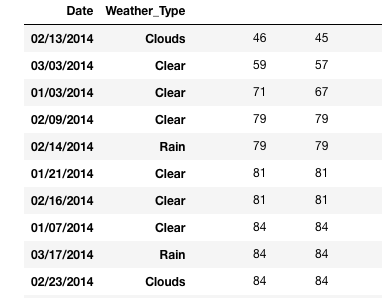 Date Weather_Type
02/13/2014 Clouds 46 45
03/03/2014 Clear 59 57
01/03/2014 Clear 71 67
02/09/2014 Clear 79 79
02/14/2014 Rain 79 79
01/21/2014 Clear 81 81
02/16/2014 Clear 81 81
01/07/2014 Clear 84 84
03/17/2014 Rain 84 84
02/23/2014 Clouds 84 84